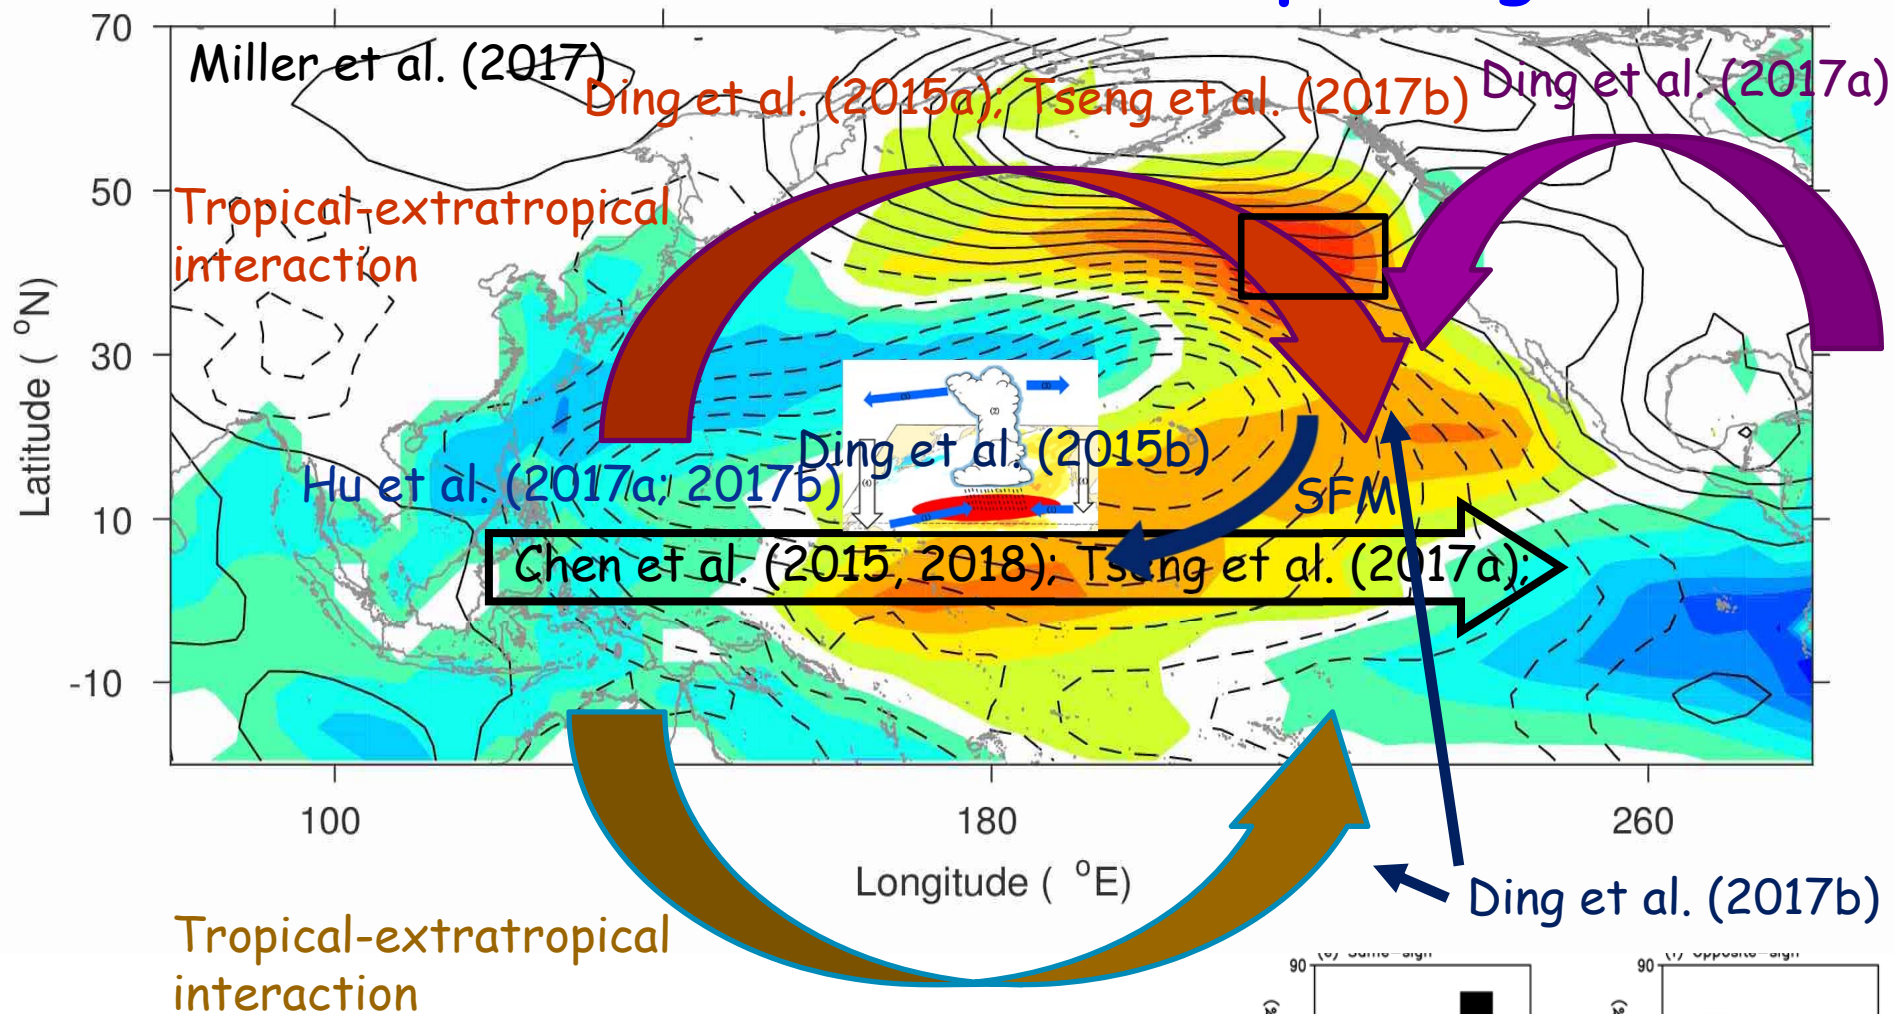 70
Miller et al. (2017)
Ding et al. (2015a); Tseng et al. (2017b)
Ding et al. (2017a)
50
Tropical-extratropical
interaction
Latitude ( °N)
30
Ding et al. (2015b)
Hu et al. (2017a; 2017b)
SFM
10
Chen et al. (2015, 2018); Tseng et al. (2017a);
-10
100
180
260
Longitude ( °E)
Ding et al. (2017b)
Tropical-extratropical
interaction
90
90